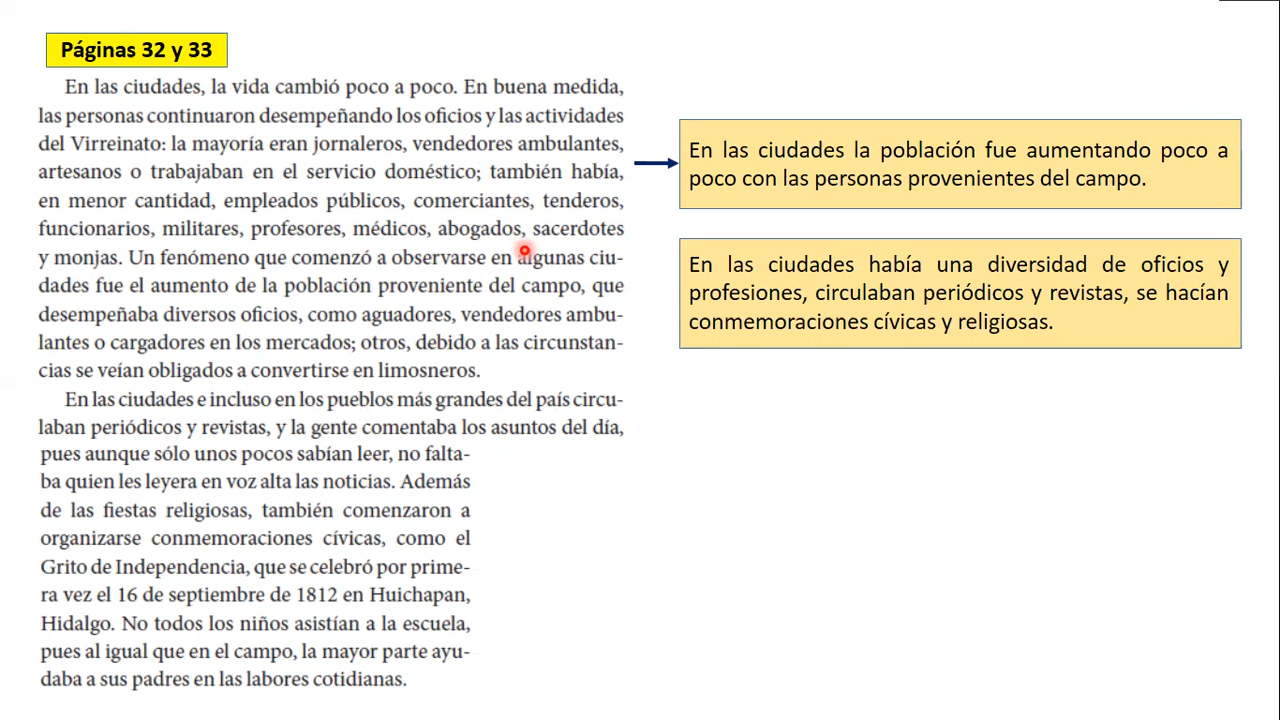 Páginas 32 y 33
En las ciudades, la vida cambió poco a poco. En buena medida,
las personas continuaron desempeñando los oficios y las actividades
del Virreinato: la mayoría eran jornaleros, vendedores ambulantes,
artesanos o trabajaban en el servicio doméstico; también había,
en menor cantidad, empleados públicos, comerciantes, tenderos,
funcionarios, militares, profesores, médicos, abogados, sacerdotes
y monjas. Un fenómeno que comenzó a observarse en algunas ciu-
dades fue el aumento de la población proveniente del campo, que
desempeñaba diversos oficios, como aguadores, vendedores ambu-
lantes o cargadores en los mercados; otros, debido a las circunstan-
cias se veían obligados a convertirse en limosneros.
En las ciudades e incluso en los pueblos más grandes del país circu-
laban periódicos y revistas, y la gente comentaba los asuntos del día,
pues aunque sólo unos pocos sabían leer, no falta-
ba quien les leyera en voz alta las noticias. Además
de las fiestas religiosas, también comenzaron a
organizarse conmemoraciones cívicas, como el
Grito de Independencia, que se celebró por prime-
ra vez el 16 de septiembre de 1812 en Huichapan,
Hidalgo. No todos los niños asistían a la escuela,
pues al igual que en el campo, la mayor parte ayu-
daba a sus padres en las labores cotidianas.
En las ciudades la población fue aumentando poco a
poco con las personas provenientes del campo.
En las ciudades había una diversidad de oficios y
profesiones, circulaban periódicos y revistas, se hacían
conmemoraciones cívicas y religiosas.